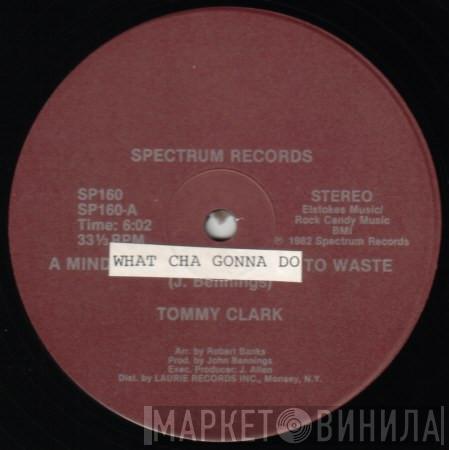 SPECTRUM RECORDS
SP160
SP160-A
Time: 6:02
33⅓ RPM
STEREO
Elstokes Music/
Rock Candy Music
BMI
℗ 1982 Spectrum Records
A MIND
WHAT CHA GONNA DO
TO WASTE
(J. Bennings)
TOMMY CLARK
Arr. by Robert Banks
Prod. by John Bennings
Exec. Producer: J. Allen
Dist. by LAURIE RECORDS INC., Monsey, N.Y.
МАРКЕТ ВИНИЛА